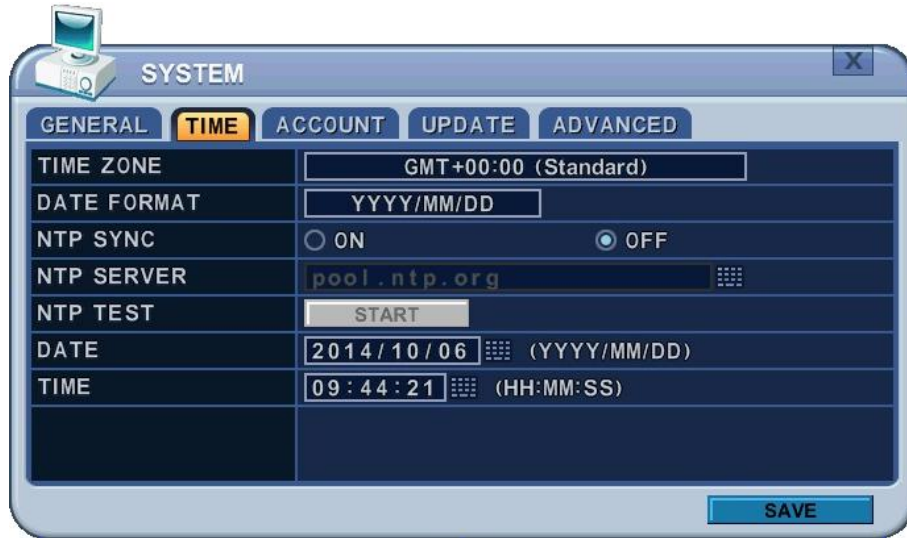 SYSTEM
X
GENERAL TIME ACCOUNT UPDATE ADVANCED
TIME ZONE GMT+00:00 (Standard)
DATE FORMAT YYYY/MM/DD
NTP SYNC ON OFF
NTP SERVER pool.ntp.org
NTP TEST START
DATE 2014/10/06 (YYYY/MM/DD)
TIME 09:44:21 (HH:MM:SS)
SAVE